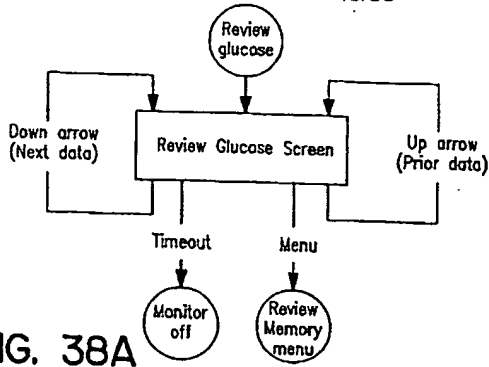 Review
glucose
Down arrow
(Next data)
Review Glucose Screen
Up arrow
(Prior data)
Timeout
Menu
Monitor
off
Review
Memory
menu
IG. 38A